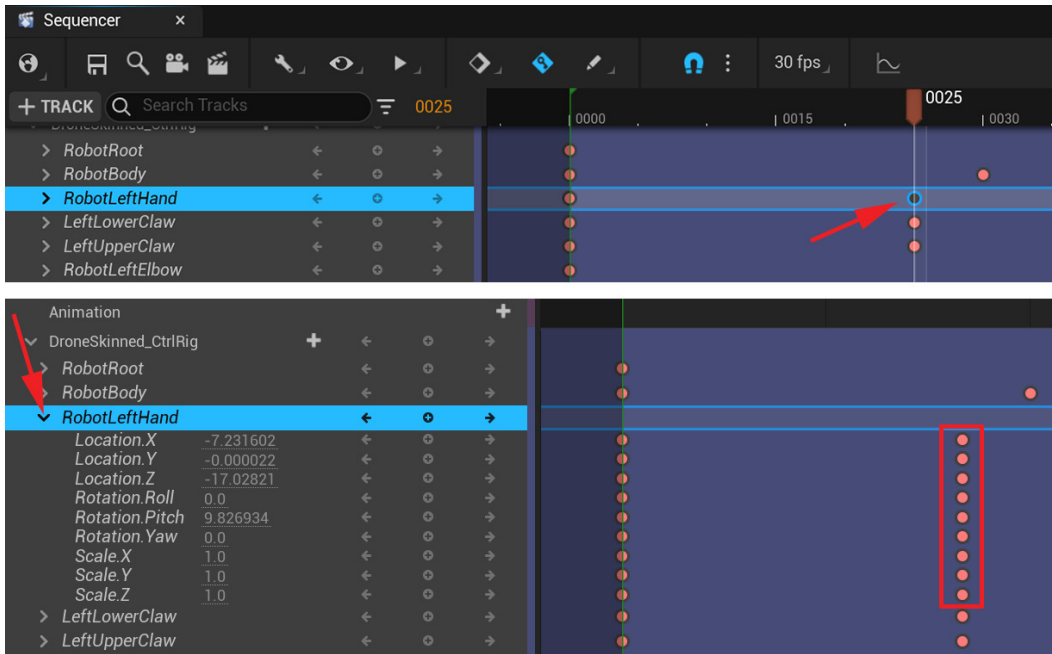 Sequencer ×
30 fps
+ TRACK Search Tracks 0025 0025
0000 0015 0030
DroneSkinned_CtrlRig
RobotRoot
RobotBody
RobotLeftHand
LeftLowerClaw
LeftUpperClaw
RobotLeftElbow
Animation
DroneSkinned_CtrlRig
RobotRoot
RobotBody
RobotLeftHand
Location.X -7.231602
Location.Y -0.000022
Location.Z -17.02821
Rotation.Roll 0.0
Rotation.Pitch 9.826934
Rotation.Yaw 0.0
Scale.X 1.0
Scale.Y 1.0
Scale.Z 1.0
LeftLowerClaw
LeftUpperClaw